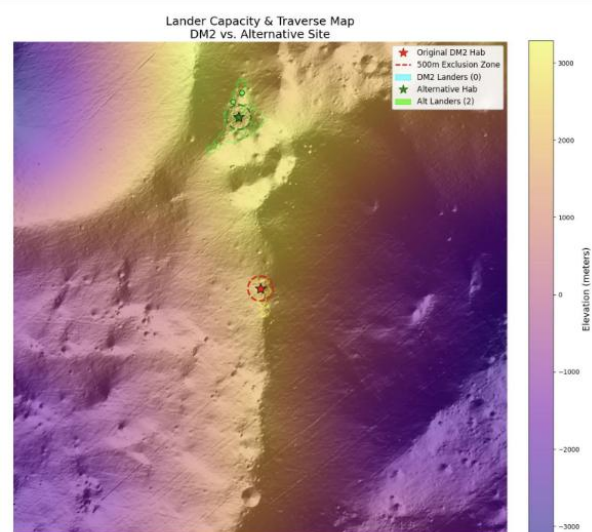 Lander Capacity & Traverse Map
DM2 vs. Alternative Site
Original DM2 Hab
500m Exclusion Zone
DM2 Landers (0)
Alternative Hab
Alt Landers (2)
3000
2000
1000
0
−1000
−2000
−3000
Elevation (meters)